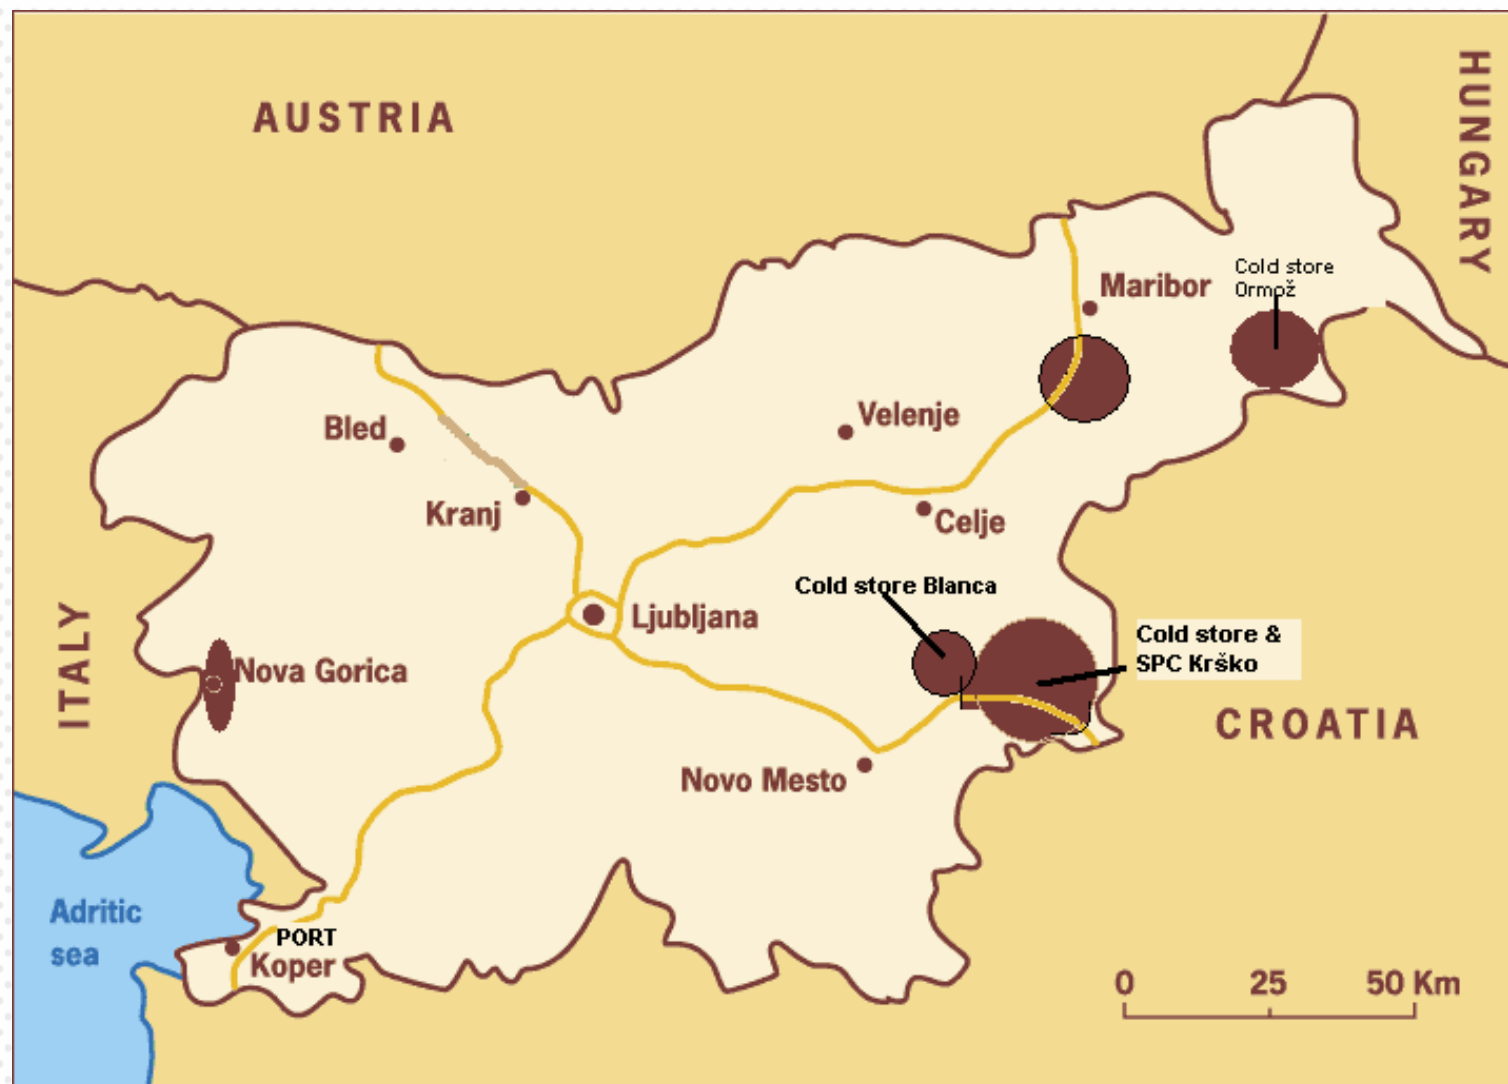 AUSTRIA
HUNGARY
Cold store
Ormož
Maribor
Velenje
Bled
Kranj
Celje
Cold store Blanca
Ljubljana
Cold store &
SPC Krško
ITALY
Nova Gorica
CROATIA
Novo Mesto
Adritic
sea
PORT
Koper
0 25 50 Km